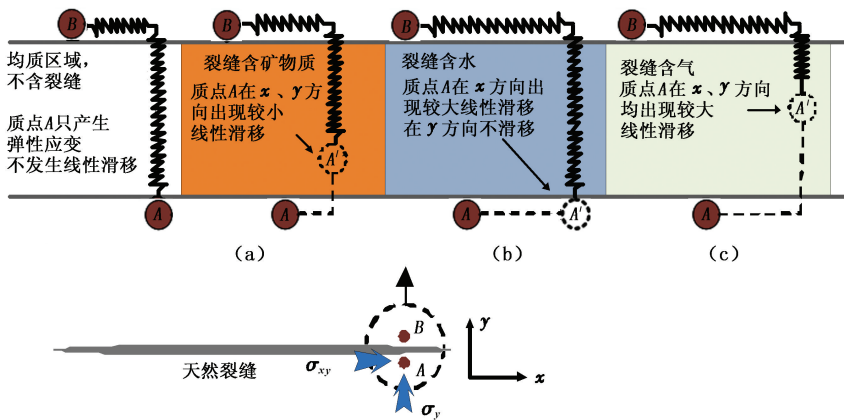 B
B
B
B
均质区域，
不含裂缝
质点A只产生
弹性应变
不发生线性滑移
A
裂缝含矿物质
质点A在x、y方
向出现较小
线性滑移
A′
A
裂缝含水
质点A在x方向出
现较大线性滑移
在y方向不滑移
A
A′
裂缝含气
质点A在x、y方向
均出现较大
线性滑移
A′
A
(a)
(b)
(c)
B
A
天然裂缝
σxy
σy
y
x